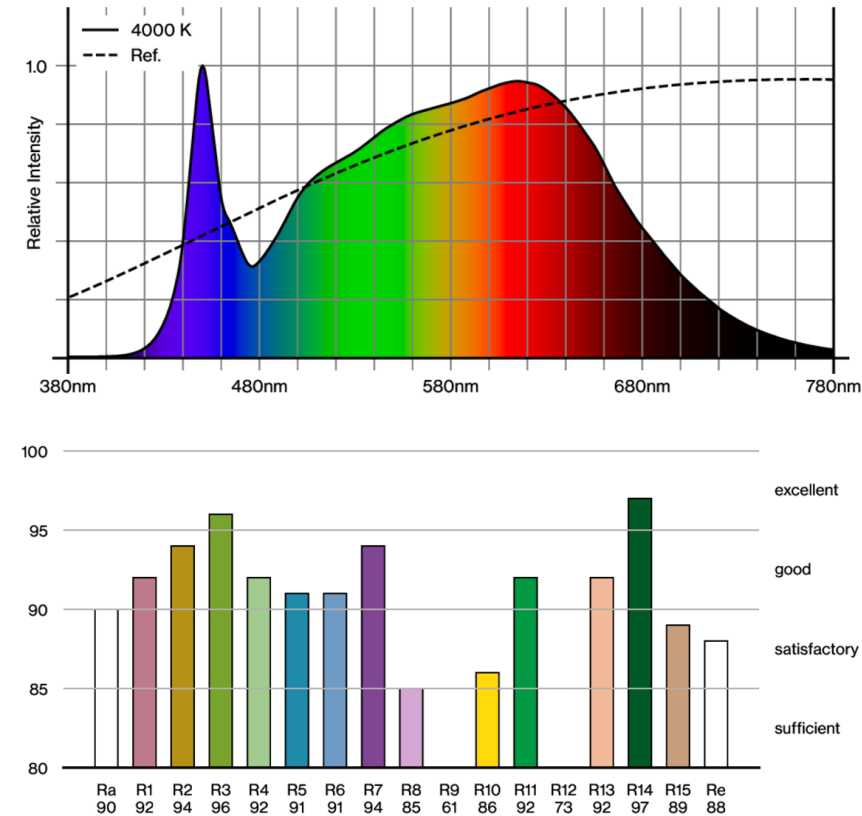 4000 K
Ref.
1.0
Relative Intensity
380nm 480nm 580nm 680nm 780nm
100
excellent
95
good
90
satisfactory
85
sufficient
80
Ra R1 R2 R3 R4 R5 R6 R7 R8 R9 R10 R11 R12 R13 R14 R15 Re
90 92 94 96 92 91 91 94 85 61 86 92 73 92 97 89 88